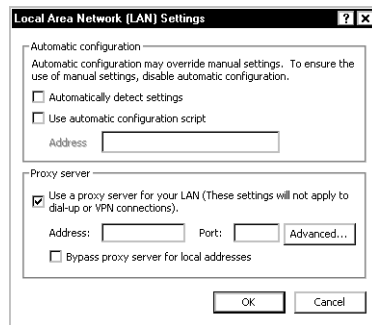 Local Area Network (LAN) Settings
? X
Automatic configuration
Automatic configuration may override manual settings. To ensure the
use of manual settings, disable automatic configuration.
Automatically detect settings
Use automatic configuration script
Address
Proxy server
Use a proxy server for your LAN (These settings will not apply to
dial-up or VPN connections).
Address:
Port:
Advanced...
Bypass proxy server for local addresses
OK
Cancel